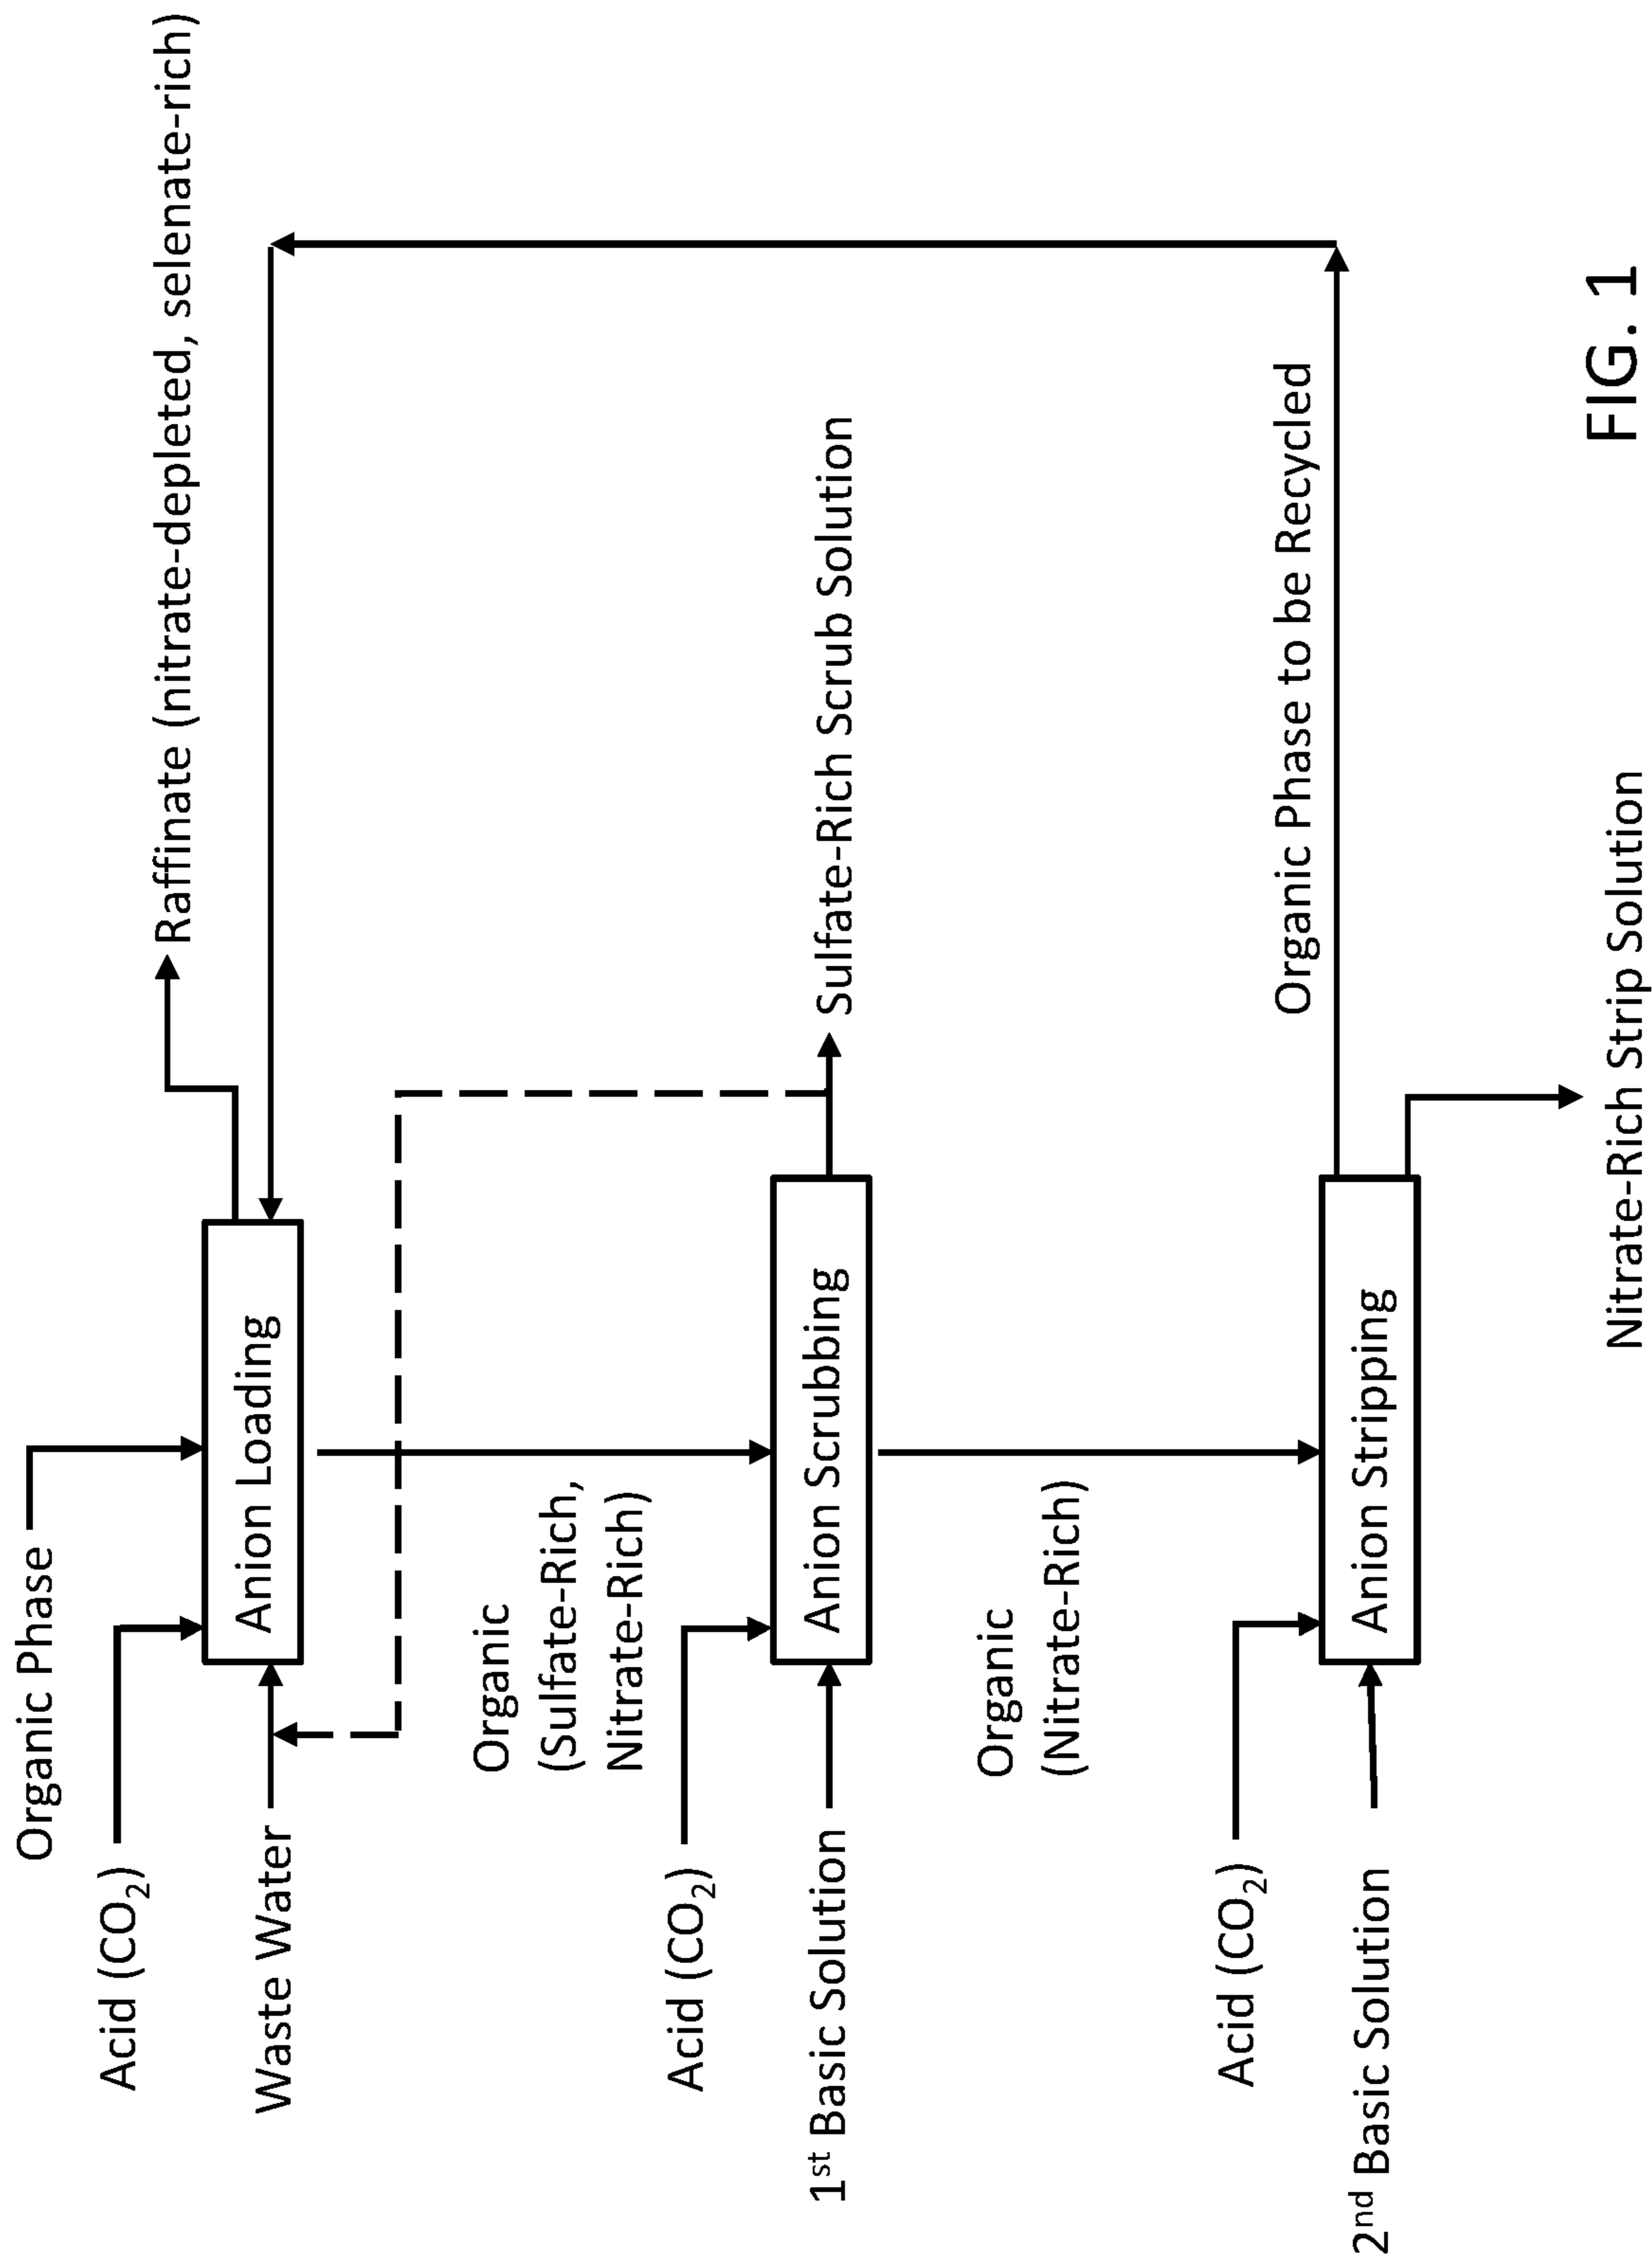 Organic Phase
Acid (CO2)
Raffinate (nitrate-depleted, selenate-rich)
Anion Loading
Waste Water
Organic
(Sulfate-Rich,
Nitrate-Rich)
Acid (CO2)
Anion Scrubbing
Sulfate-Rich Scrub Solution
1st Basic Solution
Organic
(Nitrate-Rich)
Acid (CO2)
Organic Phase to be Recycled
Anion Stripping
2nd Basic Solution
Nitrate-Rich Strip Solution
FIG. 1